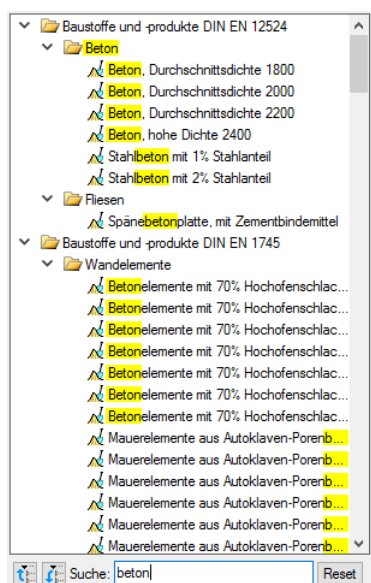 Baustoffe und -produkte DIN EN 12524
Beton
Beton, Durchschnittsdichte 1800
Beton, Durchschnittsdichte 2000
Beton, Durchschnittsdichte 2200
Beton, hohe Dichte 2400
Stahlbeton mit 1% Stahlanteil
Stahlbeton mit 2% Stahlanteil
Fliesen
Spänebetonplatte, mit Zementbindemittel
Baustoffe und -produkte DIN EN 1745
Wandelemente
Betonelemente mit 70% Hochofenschlac...
Betonelemente mit 70% Hochofenschlac...
Betonelemente mit 70% Hochofenschlac...
Betonelemente mit 70% Hochofenschlac...
Betonelemente mit 70% Hochofenschlac...
Betonelemente mit 70% Hochofenschlac...
Betonelemente mit 70% Hochofenschlac...
Mauerelemente aus Autoklaven-Porenb...
Mauerelemente aus Autoklaven-Porenb...
Mauerelemente aus Autoklaven-Porenb...
Mauerelemente aus Autoklaven-Porenb...
Mauerelemente aus Autoklaven-Porenb...
Mauerelemente aus Autoklaven-Porenb...
Suche: beton Reset